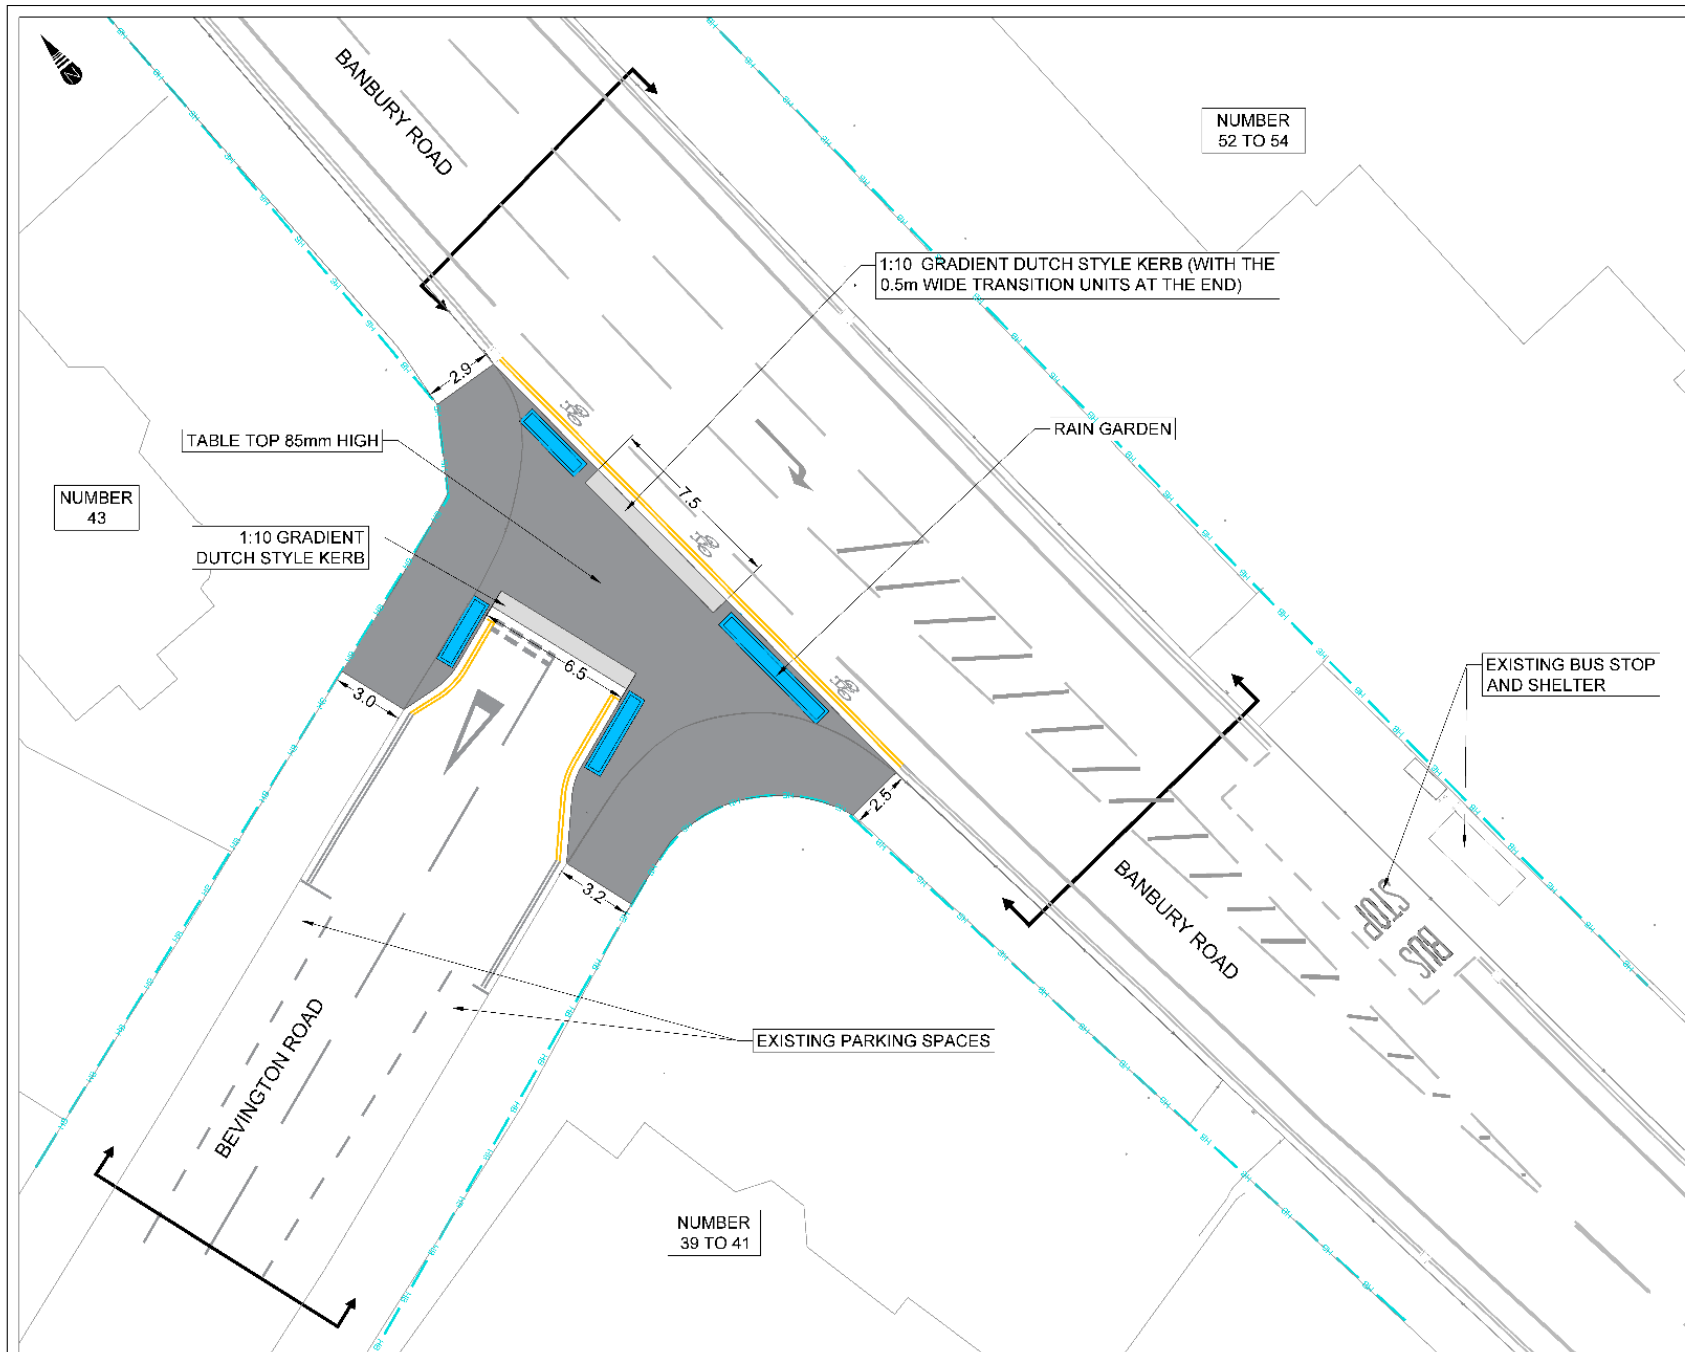 BANBURY ROAD
N
NUMBER
52 TO 54
1:10 GRADIENT DUTCH STYLE KERB (WITH THE
0.5m WIDE TRANSITION UNITS AT THE END)
2.9
TABLE TOP 85mm HIGH
RAIN GARDEN
7.5
NUMBER
43
1:10 GRADIENT
DUTCH STYLE KERB
6.5
3.0
EXISTING BUS STOP
AND SHELTER
2.5
3.2
BANBURY ROAD
BUS
STOP
BEVINGTON ROAD
EXISTING PARKING SPACES
NUMBER
39 TO 41